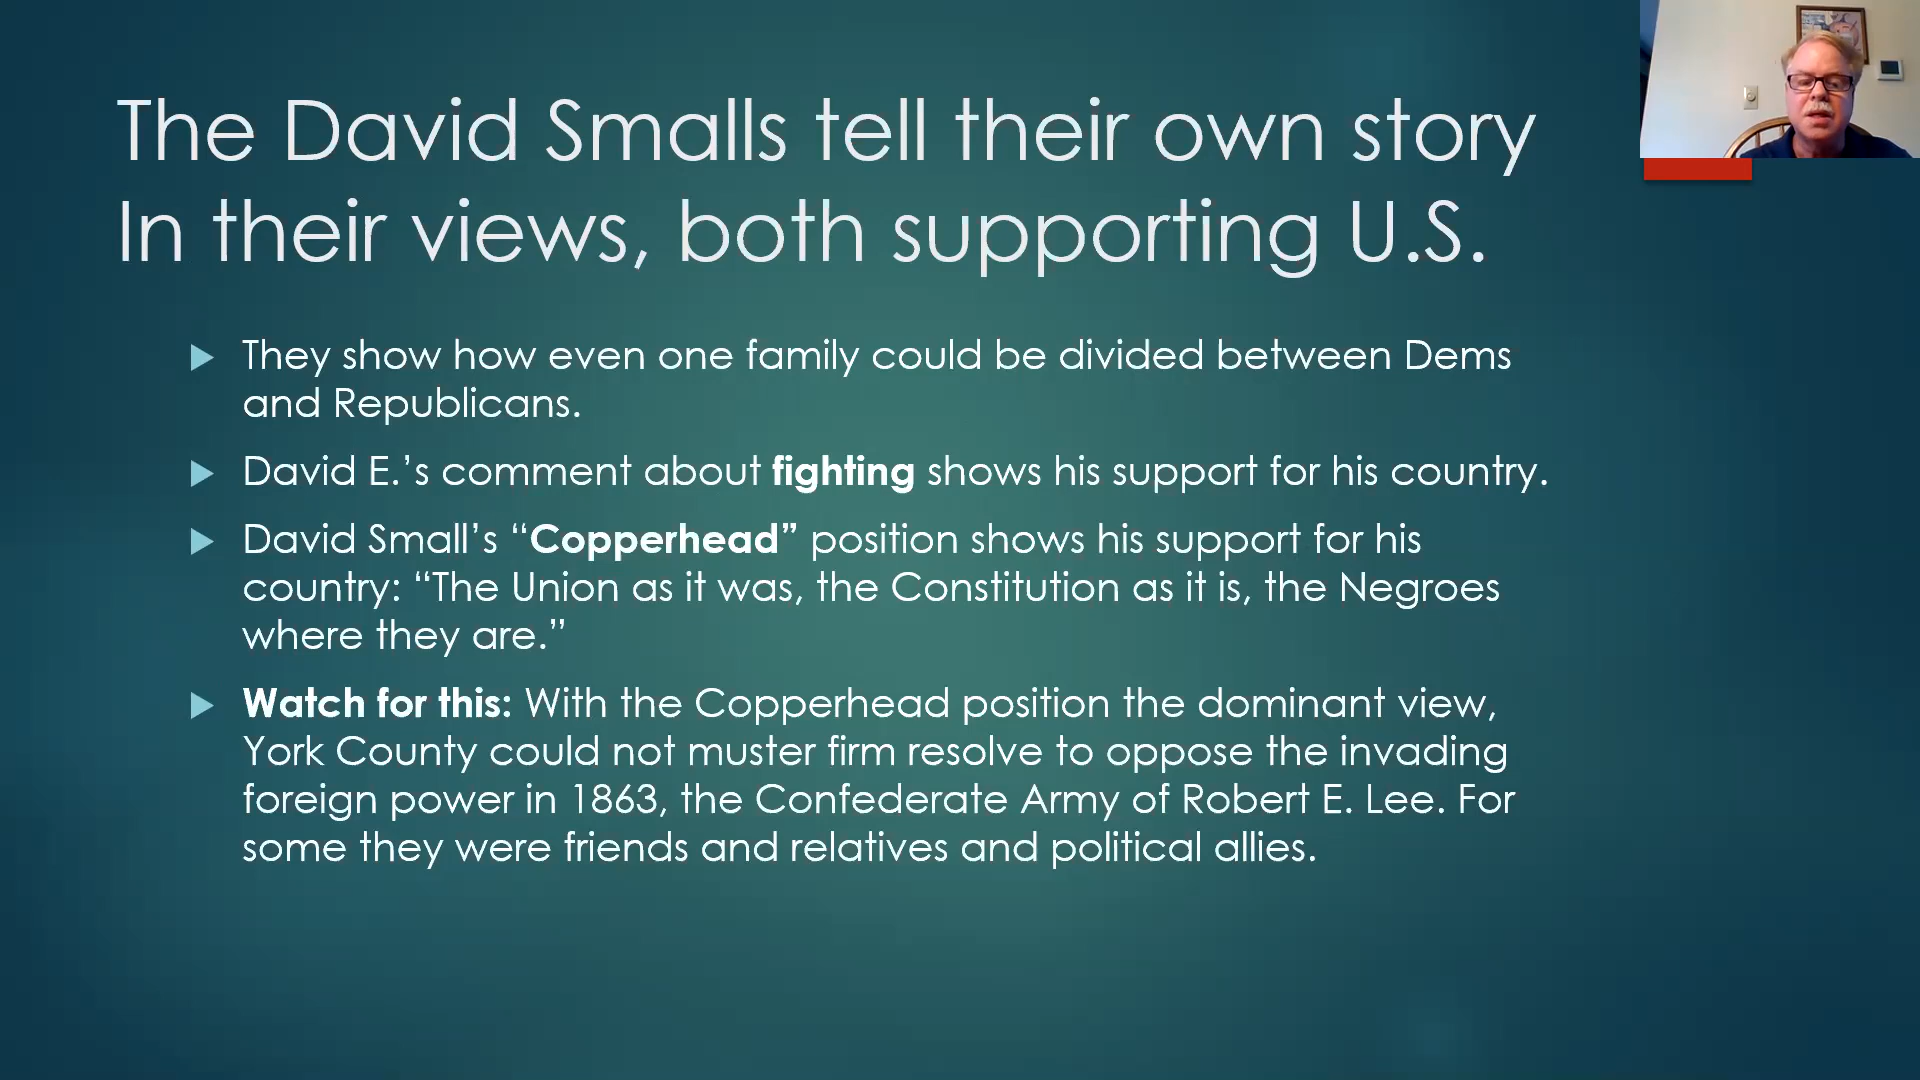 The David Smalls tell their own story
In their views, both supporting U.S.
They show how even one family could be divided between Dems
and Republicans.
David E.’s comment about fighting shows his support for his country.
David Small’s “Copperhead” position shows his support for his
country: “The Union as it was, the Constitution as it is, the Negroes
where they are.”
Watch for this: With the Copperhead position the dominant view,
York County could not muster firm resolve to oppose the invading
foreign power in 1863, the Confederate Army of Robert E. Lee. For
some they were friends and relatives and political allies.